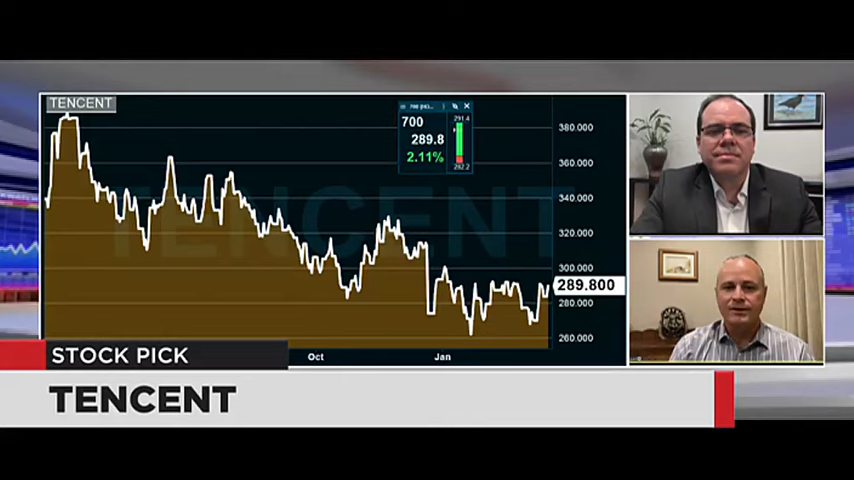 TENCENT
700
289.8
2.11%
291.4
282.2
380.000
360.000
340.000
320.000
300.000
289.800
280.000
260.000
Oct
Jan
TENCENT
STOCK PICK
TENCENT